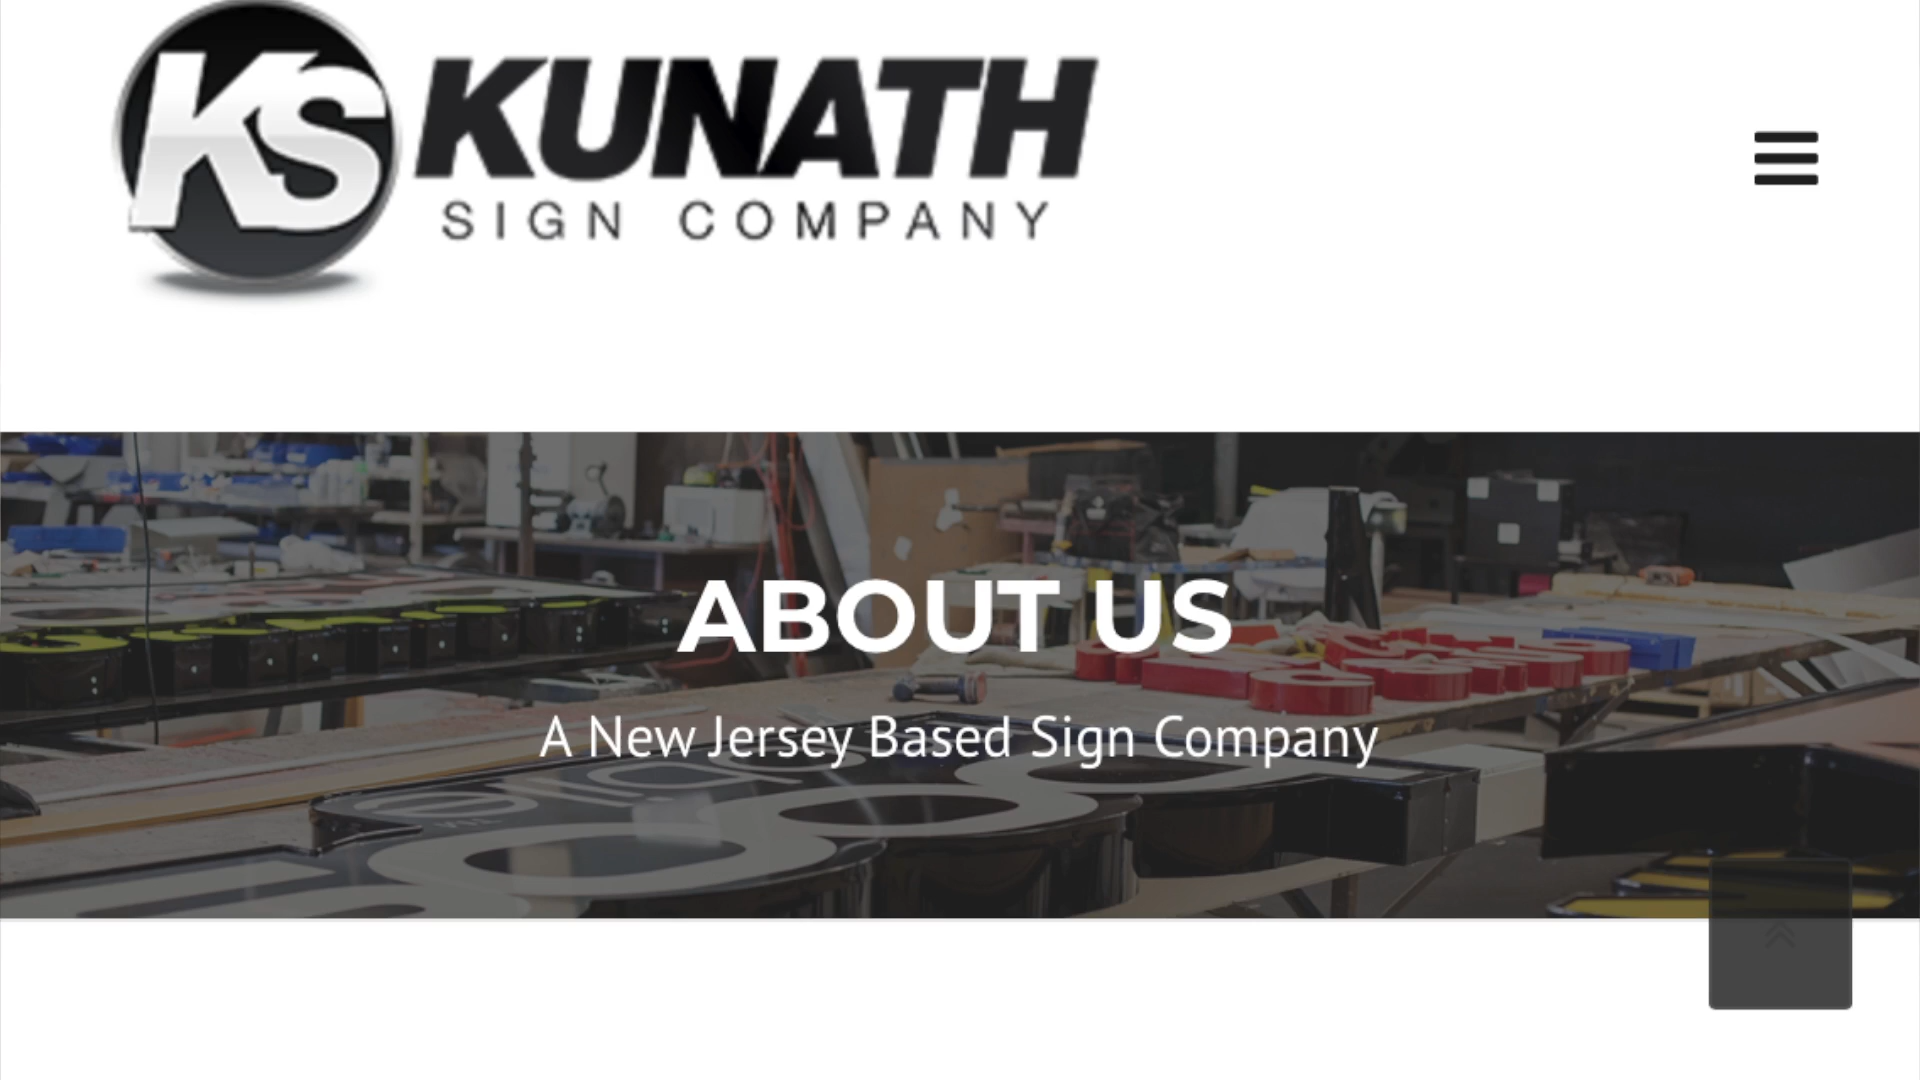 KS
KUNATH
SIGN COMPANY
ABOUT US
A New Jersey Based Sign Company